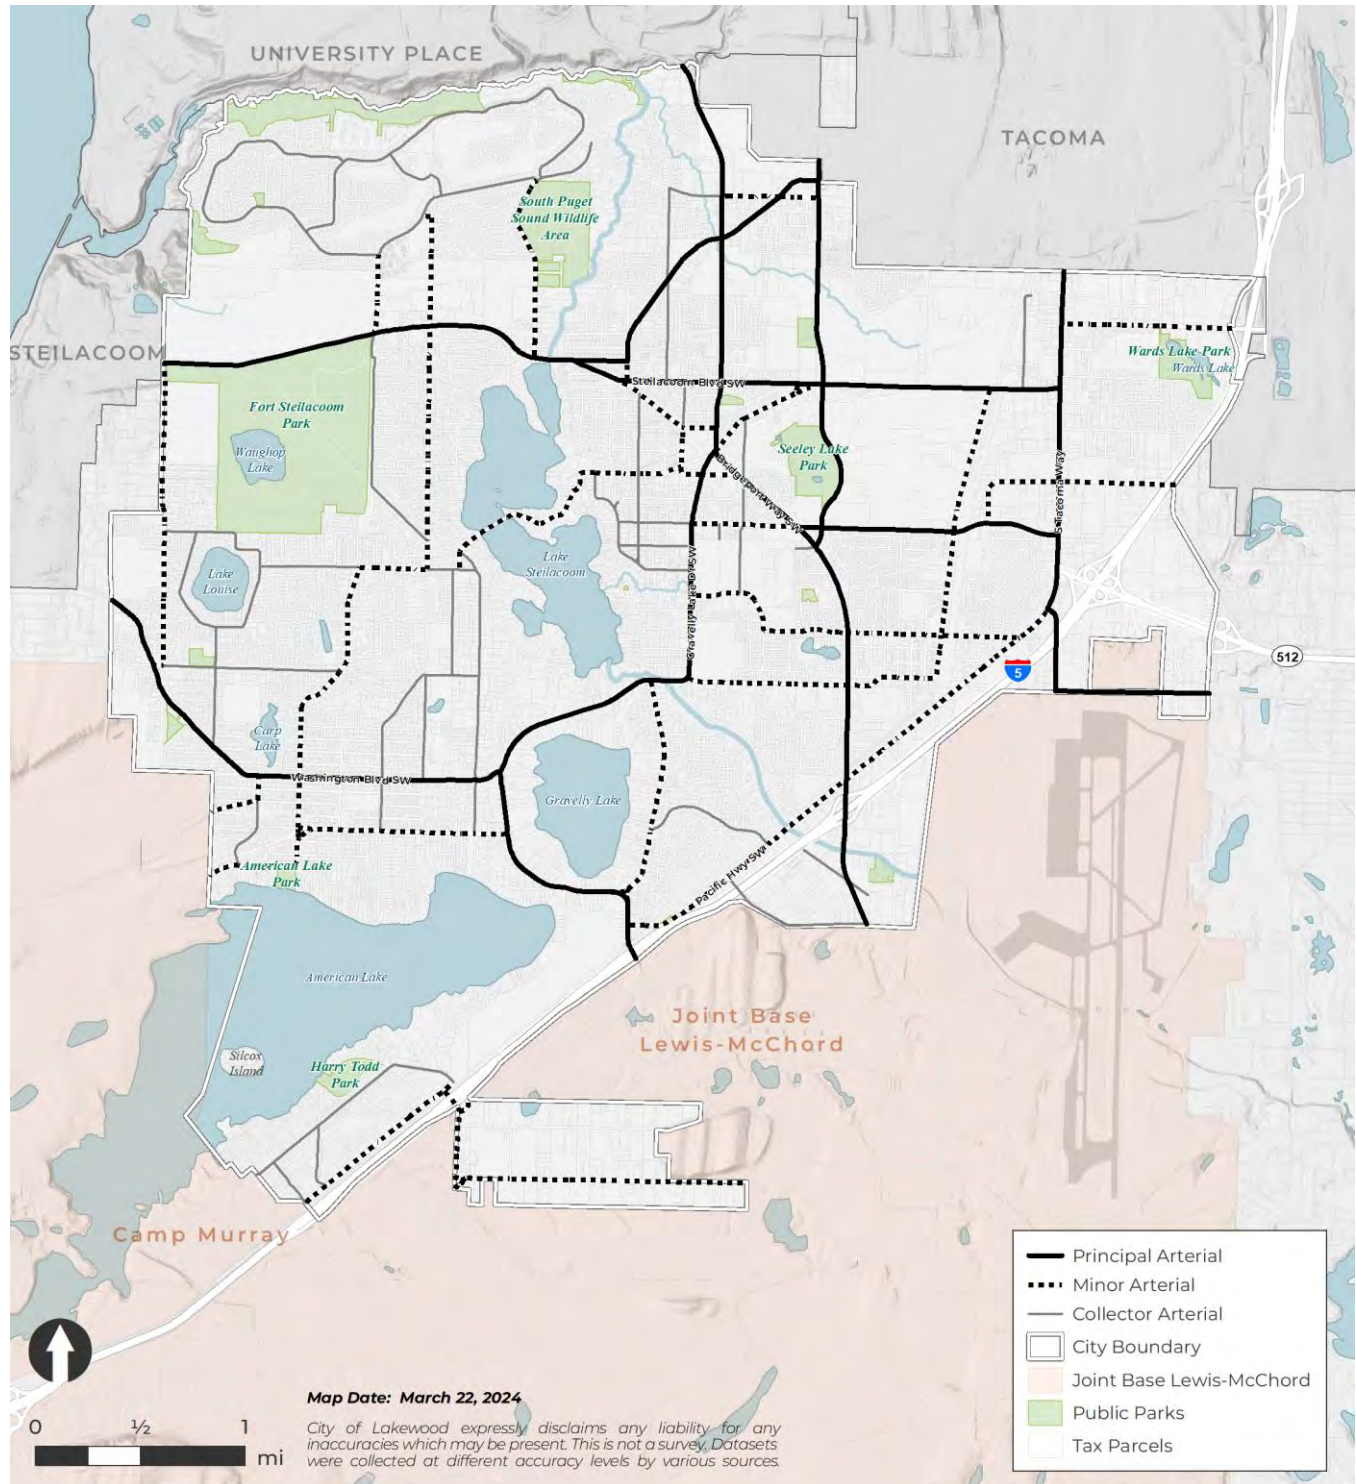 UNIVERSITY PLACE
TACOMA
South Puget
Sound Wildlife
Area
STEILACOOM
Wards Lake Park
Wards Lake
Steilacoom Blvd SW
Fort Steilacoom
Park
Waughop
Lake
Seeley Lake
Park
Bridgeport Way SW
S Tacoma Way
Lake
Louise
Lake
Steilacoom
Gravelly Lake Dr SW
512
5
Carp
Lake
Washington Blvd SW
Gravelly Lake
American Lake
Park
Pacific Hwy SW
American Lake
Joint Base
Lewis-McChord
Silcox
Island
Harry Todd
Park
Camp Murray
Principal Arterial
Minor Arterial
Collector Arterial
City Boundary
Joint Base Lewis-McChord
Public Parks
Tax Parcels
0 ½ 1
mi
Map Date: March 22, 2024
City of Lakewood expressly disclaims any liability for any
inaccuracies which may be present. This is not a survey. Datasets
were collected at different accuracy levels by various sources.